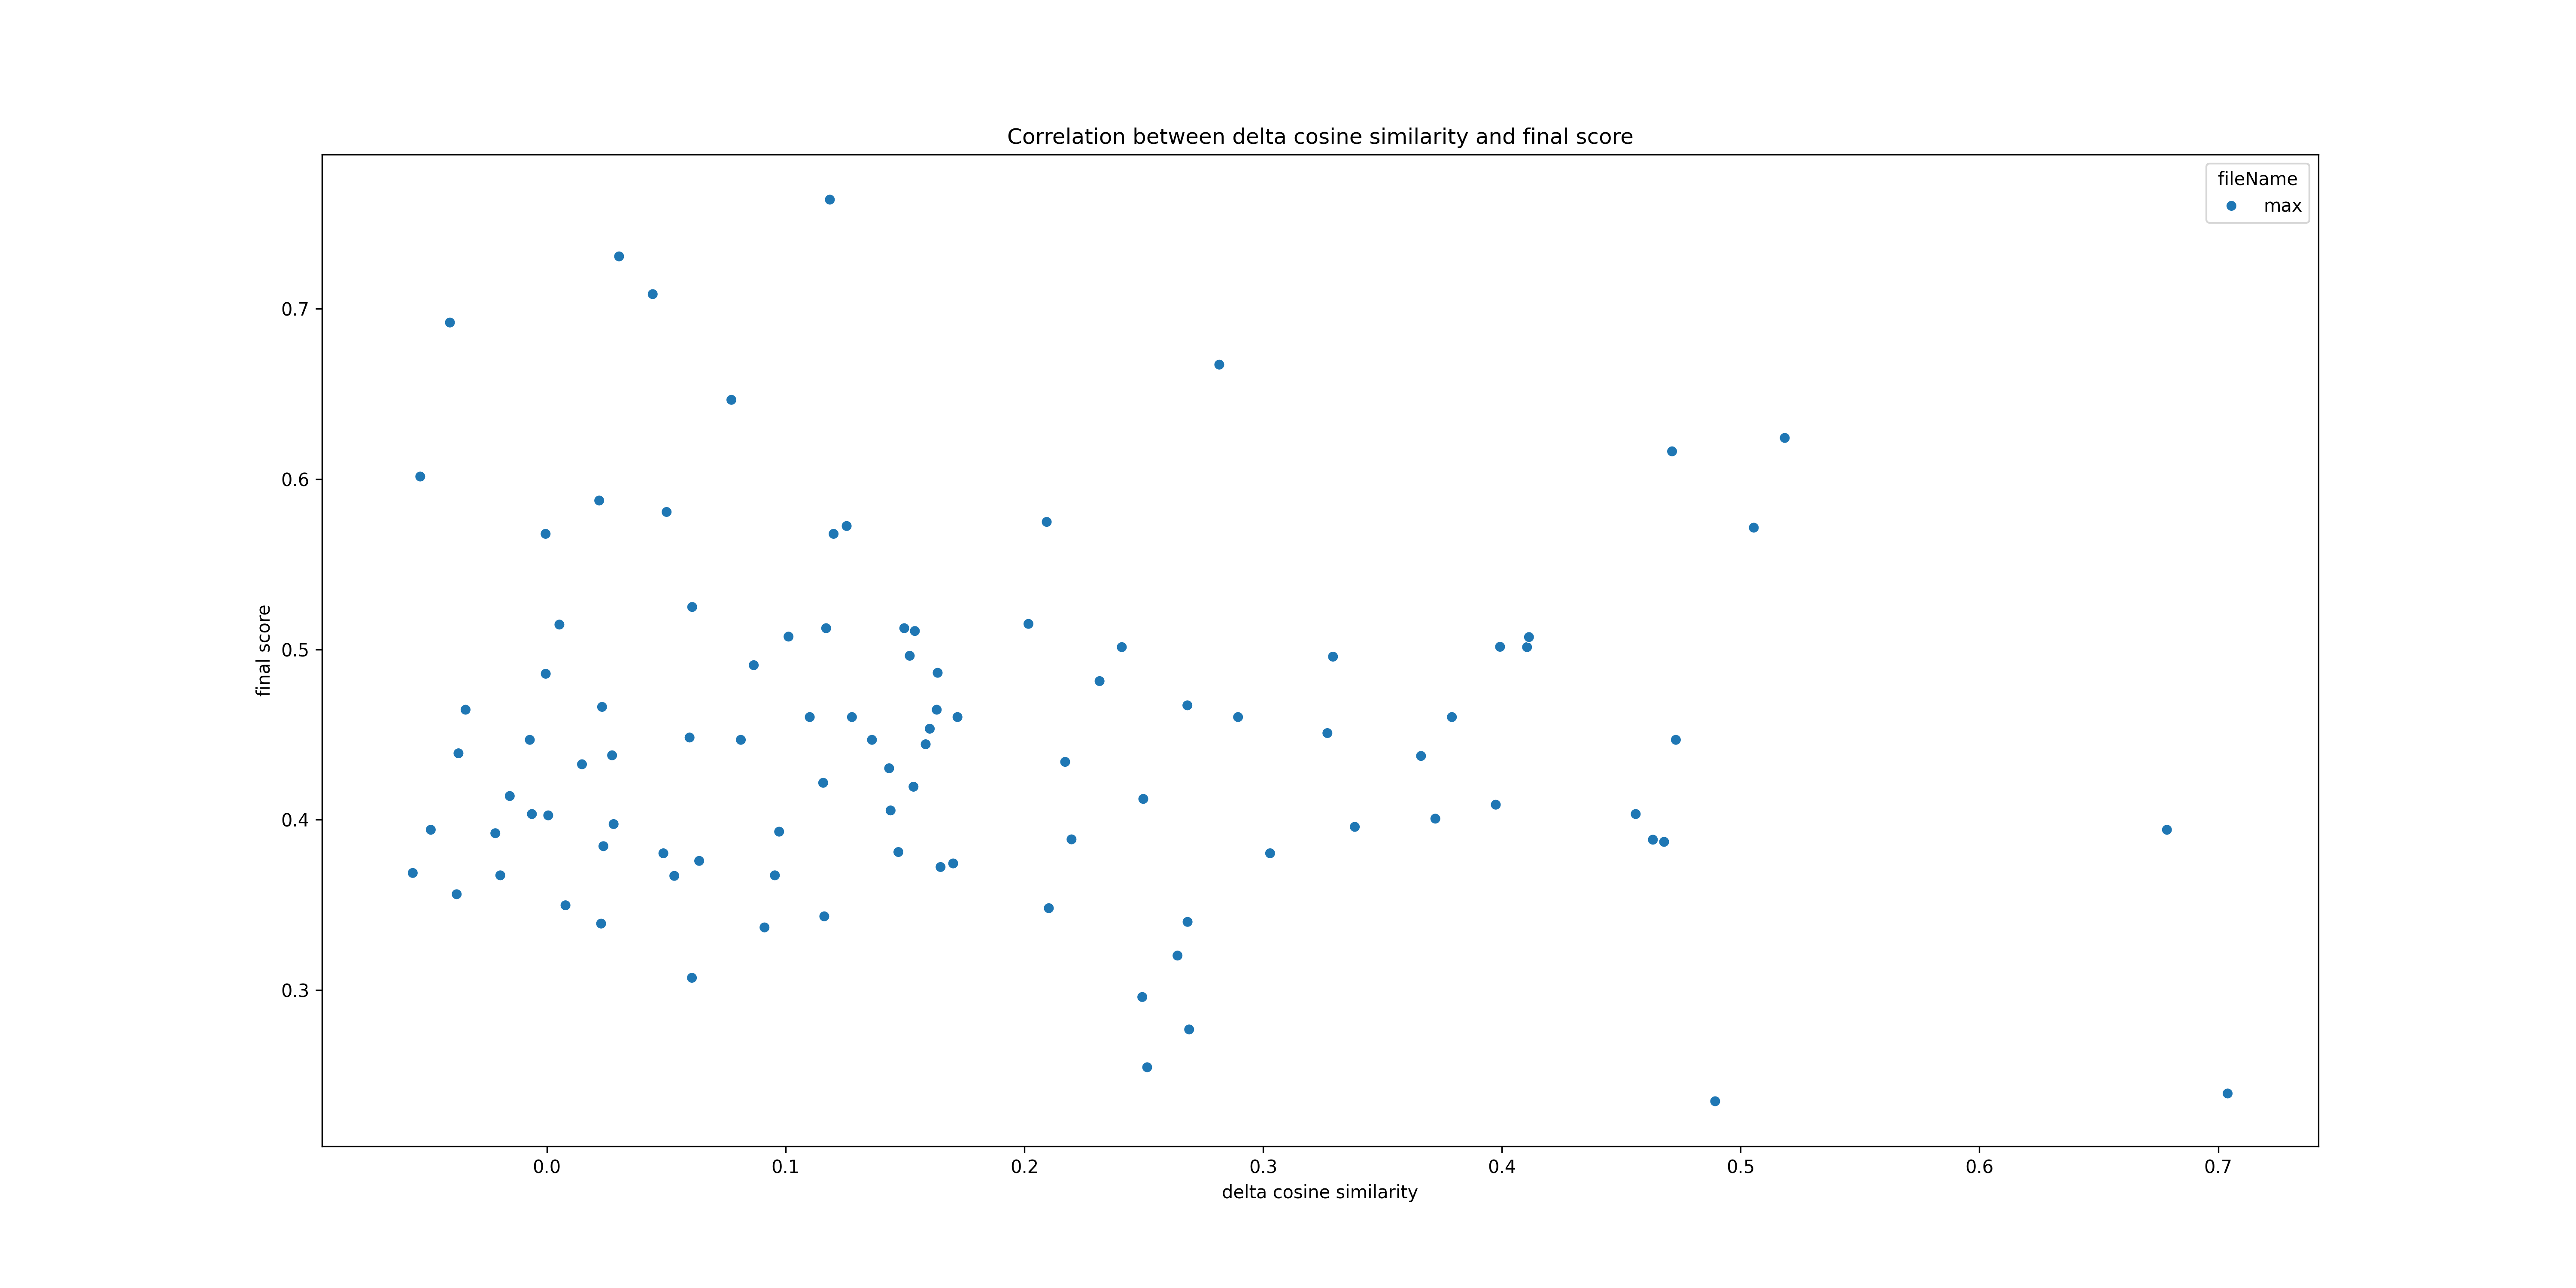 Correlation between delta cosine similarity and final score
fileName
max
final score
0.7
0.6
0.5
0.4
0.3
0.0 0.1 0.2 0.3 0.4 0.5 0.6 0.7
delta cosine similarity